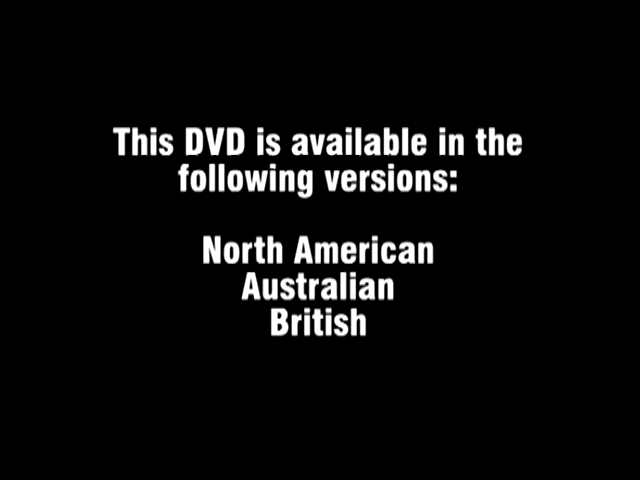 This DVD is available in the
following versions:
North American
Australian
British